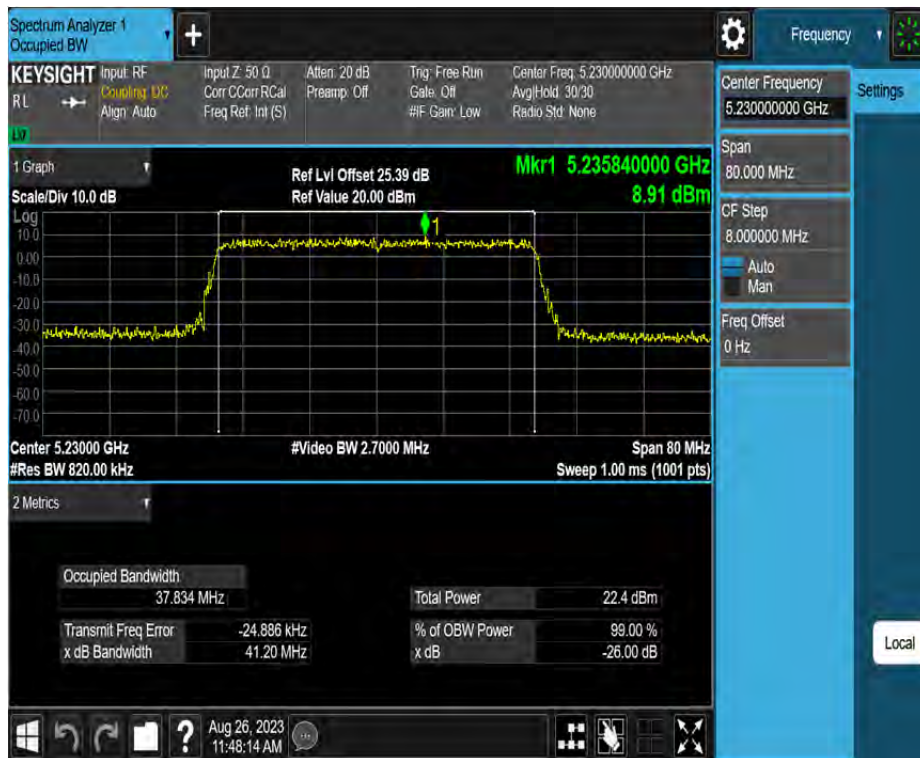 Spectrum Analyzer 1
Occupied BW
Frequency
KEYSIGHT
RL
Input: RF
Coupling: DC
Align: Auto
Input Z: 50 Ω
Corr CCorr RCal
Freq Ref: Int (S)
Atten: 20 dB
Preamp: Off
Trig: Free Run
Gate: Off
#IF Gain: Low
Center Freq: 5.230000000 GHz
Avg|Hold: 30/30
Radio Std: None
Center Frequency
5.230000000 GHz
Settings
Span
80.000 MHz
CF Step
8.000000 MHz
Auto
Man
Freq Offset
0 Hz
1 Graph
Scale/Div 10.0 dB
Ref Lvl Offset 25.39 dB
Ref Value 20.00 dBm
Mkr1 5.235840000 GHz
8.91 dBm
Log
1
10.0
0.00
-10.0
-20.0
-30.0
-40.0
-50.0
-60.0
-70.0
Center 5.23000 GHz
#Video BW 2.7000 MHz
Span 80 MHz
#Res BW 820.00 kHz
Sweep 1.00 ms (1001 pts)
2 Metrics
Occupied Bandwidth
37.834 MHz
Total Power 22.4 dBm
Transmit Freq Error -24.886 kHz
% of OBW Power 99.00 %
x dB Bandwidth 41.20 MHz
x dB -26.00 dB
Local
?
Aug 26, 2023
11:48:14 AM